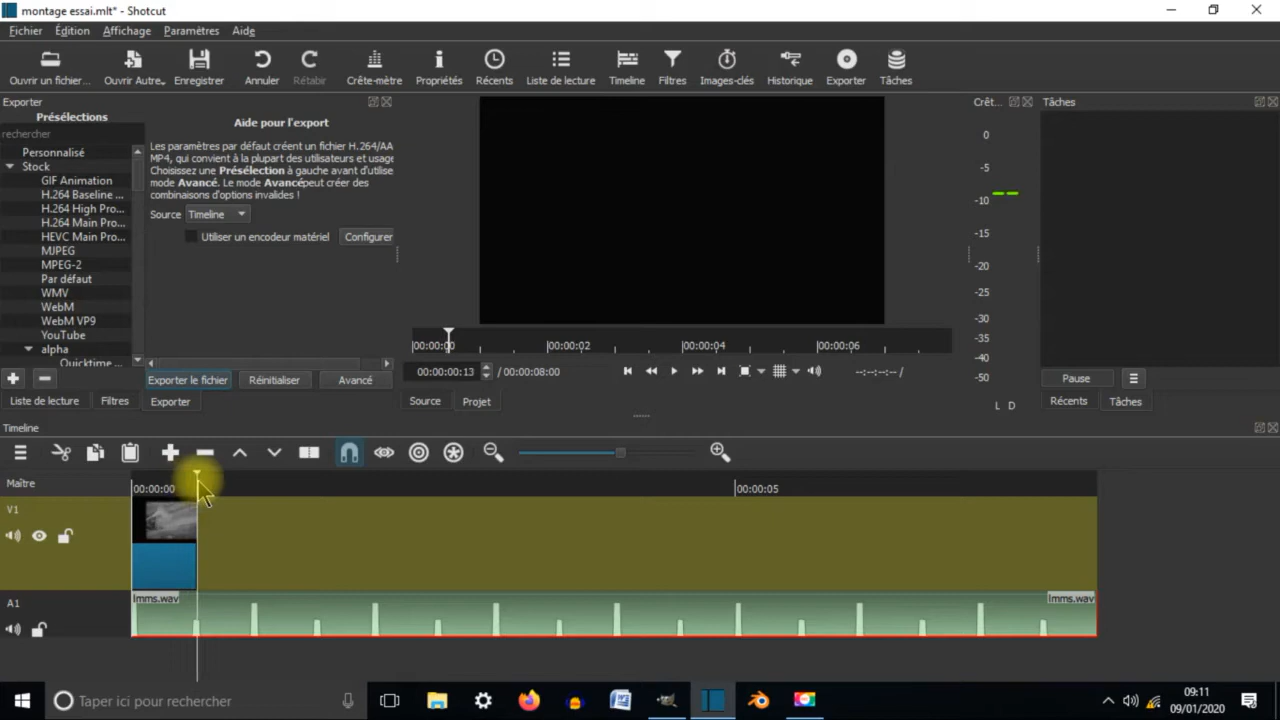 montage essai.mlt* - Shotcut
Fichier Édition Affichage Paramètres Aide
Ouvrir un fichier... Ouvrir Autre... Enregistrer Annuler Rétablir Crête-mètre Propriétés Récents Liste de lecture Timeline Filtres Images-clés Historique Exporter Tâches
Exporter
Présélections
rechercher
Personnalisé
Stock
GIF Animation
H.264 Baseline ...
H.264 High Pro...
H.264 Main Pro...
HEVC Main Pro...
MJPEG
MPEG-2
Par défaut
WMV
WebM
WebM VP9
YouTube
alpha
Quicktime
Aide pour l'export
Les paramètres par défaut créent un fichier H.264/AA
MP4, qui convient à la plupart des utilisateurs et usage
Choisissez une Présélection à gauche avant d'utilise
mode Avancé. Le mode Avancépeut créer des
combinaisons d'options invalides !
Source Timeline
Utiliser un encodeur matériel Configurer
Exporter le fichier Réinitialiser Avancé
Liste de lecture Filtres Exporter
00:00:00 00:00:02 00:00:04 00:00:06
00:00:00:13 / 00:00:08:00 --:--:--:-- /
Source Projet
Crêt...
0
-5
-10
-15
-20
-25
-30
-35
-40
-50
L D
Tâches
Pause
Récents Tâches
Timeline
Maître 00:00:00 00:00:05
V1
A1 lmms.wav lmms.wav
Taper ici pour rechercher
09:11
09/01/2020